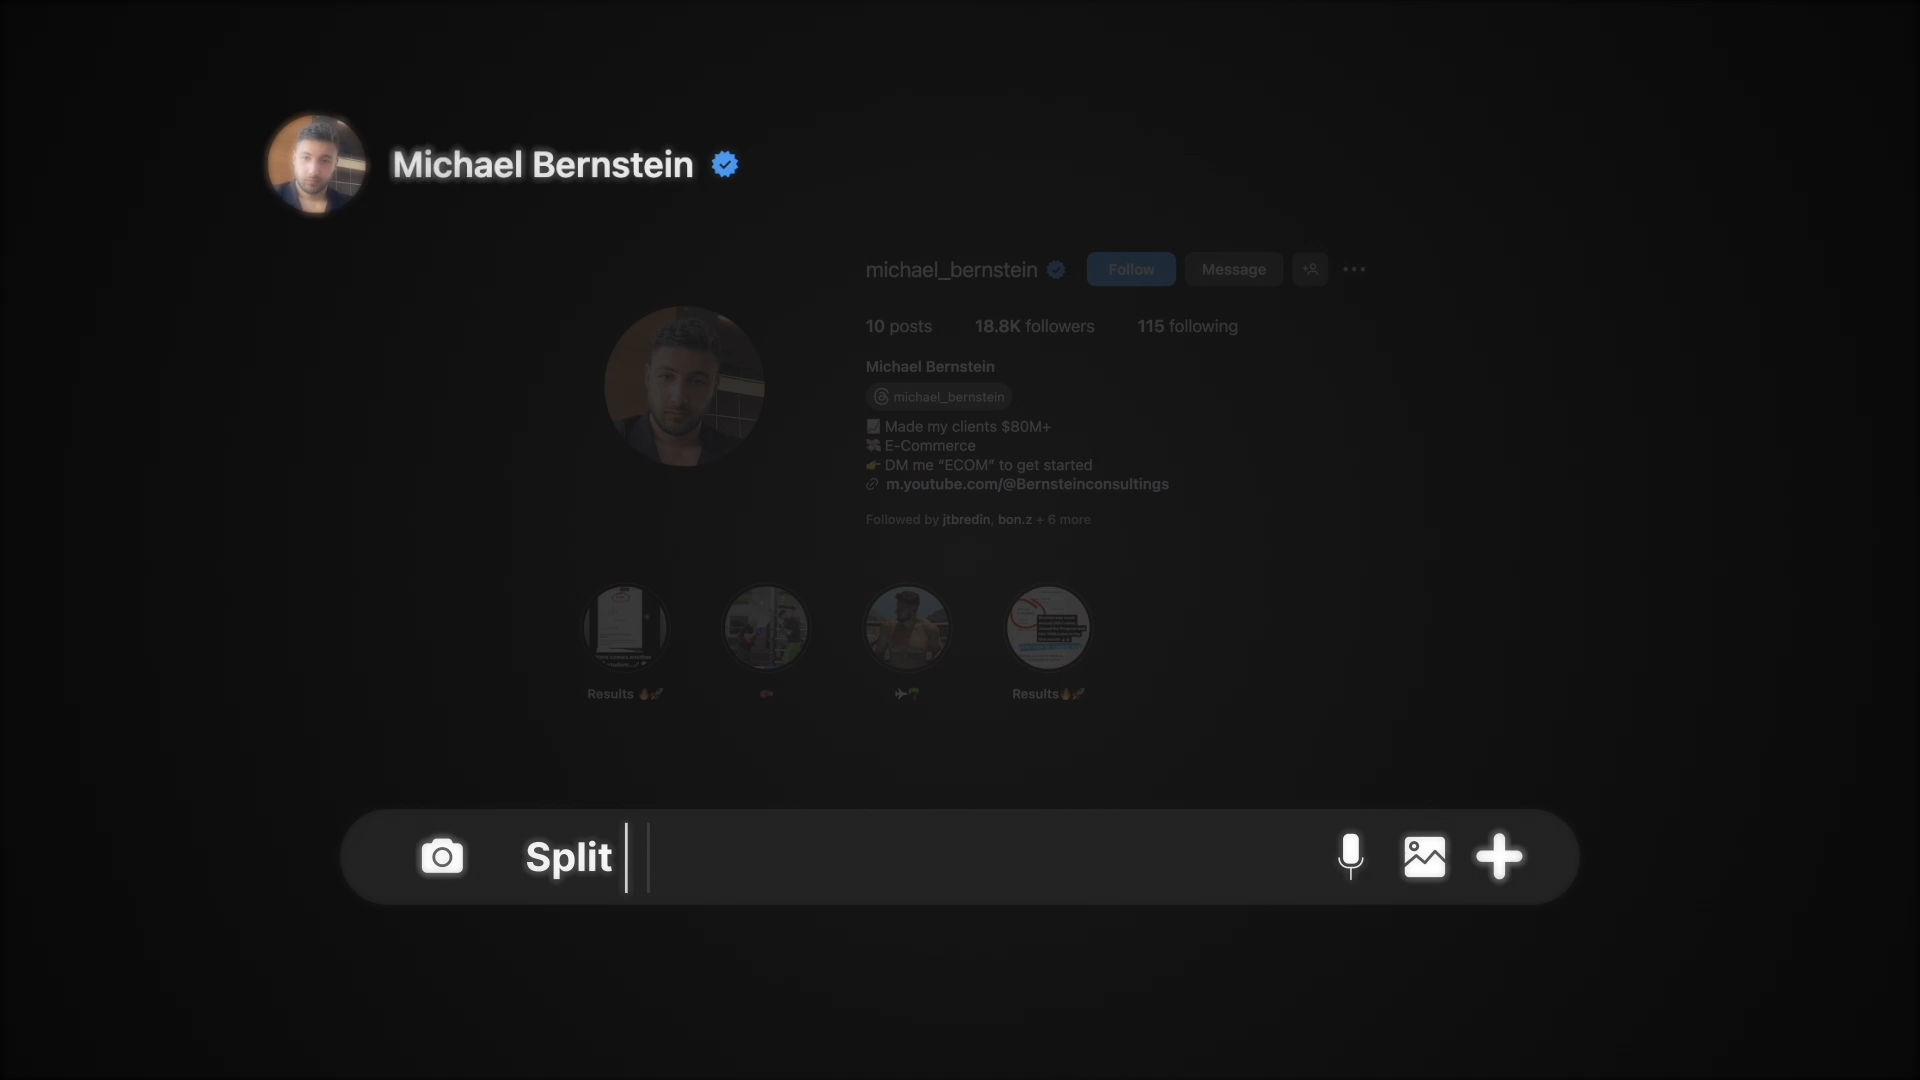 Michael Bernstein
michael_bernstein
Follow
Message
10 posts
18.8K followers
115 following
Michael Bernstein
michael_bernstein
Made my clients $80M+
E-Commerce
DM me “ECOM” to get started
m.youtube.com/@Bernsteinconsultings
Followed by jtbredin, bon.z + 6 more
Results
Results
Split